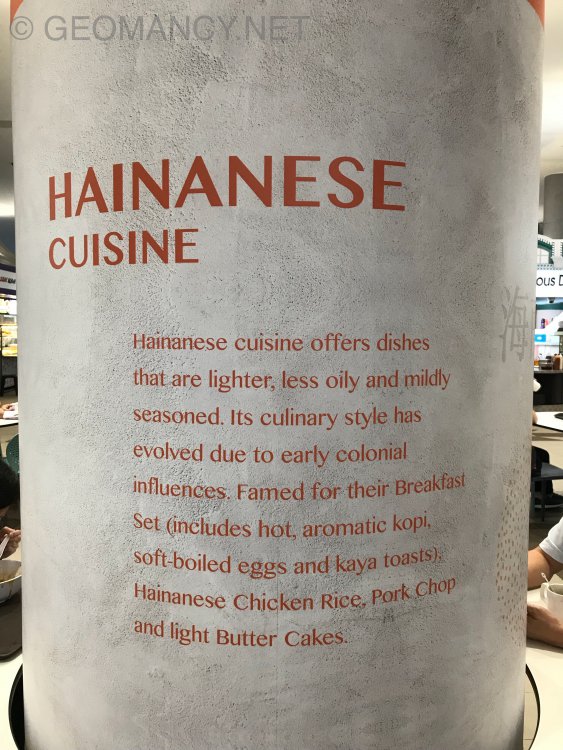 © GEOMANCY.NET
HAINANESE
CUISINE
Hainanese cuisine offers dishes
that are lighter, less oily and mildly
seasoned. Its culinary style has
evolved due to early colonial
influences. Famed for their Breakfast
Set (includes hot, aromatic kopi,
soft-boiled eggs and kaya toasts),
Hainanese Chicken Rice, Pork Chop
and light Butter Cakes.
海